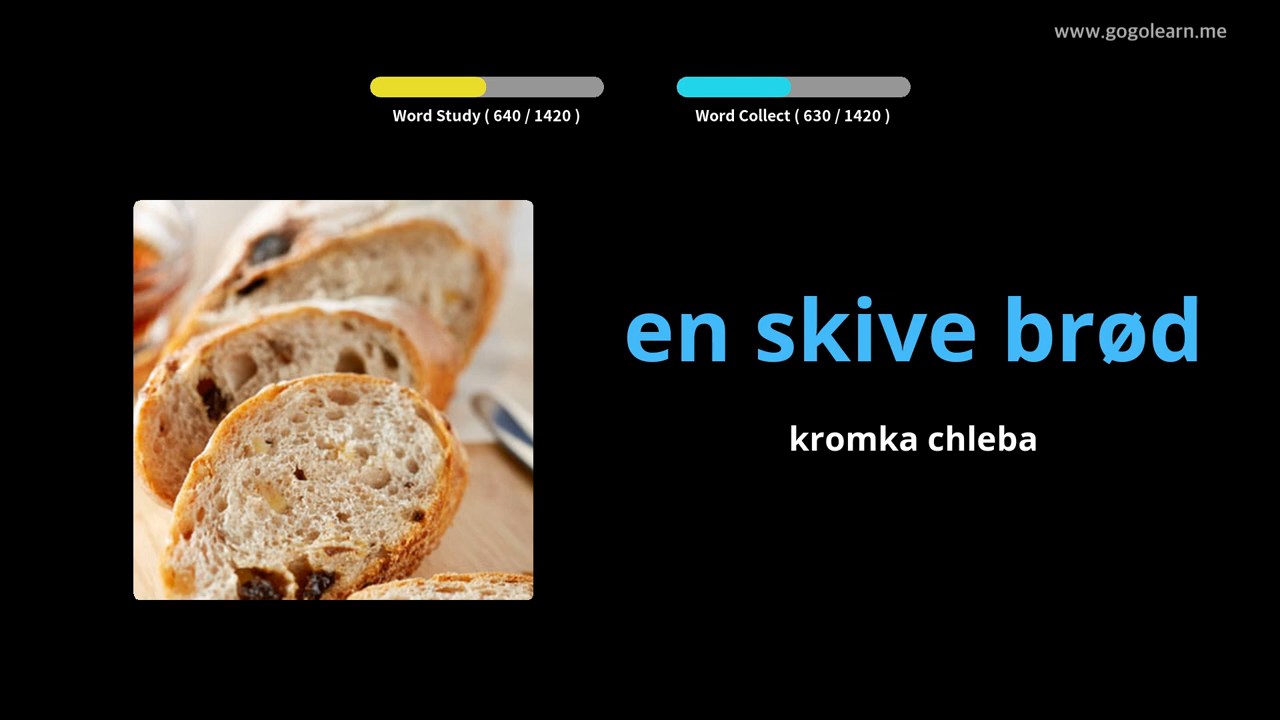 www.gogolearn.me
Word Study ( 640 / 1420 )
Word Collect ( 630 / 1420 )
en skive brød
kromka chleba